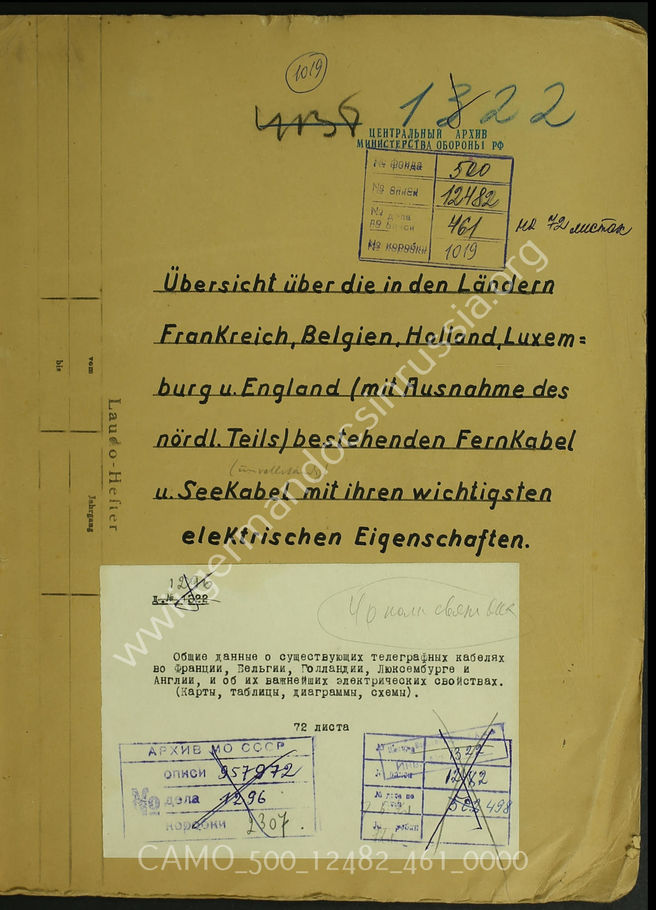 1019
1322
ЦЕНТРАЛЬНЫЙ АРХИВ
МИНИСТЕРСТВА ОБОРОНЫ РФ
№ фонда 500
№ описи 12482
№ дела по описи 461
№ коробки 1019
на 72 листах
Übersicht über die in den Ländern
Frankreich, Belgien, Holland, Luxem=
burg u. England (mit Ausnahme des
nördl. Teils) bestehenden Fernkabel
u. Seekabel mit ihren wichtigsten
elektrischen Eigenschaften.
vom
bis
Jahrgang
Laudo-Hefter
1296
Общие данные о существующих телеграфных кабелях
во Франции, Бельгии, Голландии, Люксембурге и
Англии, и об их важнейших электрических свойствах.
(Карты, таблицы, диаграммы, схемы).
72 листа
АРХИВ МО СССР
описи 957972
№ дела 1296
коробки 2307.
www.germandocsinrussia.org
CAMO_500_12482_461_0000